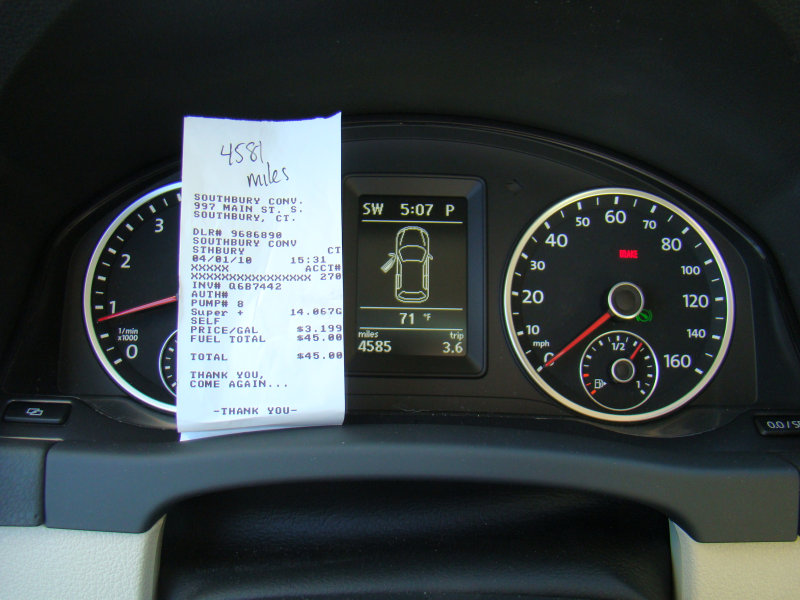 4581
miles
SOUTHBURY CONV.
997 MAIN ST. S.
SOUTHBURY, CT.
DLR# 9686890
SOUTHBURY CONV
STHBURY CT
04/01/10 15:31
XXXXX ACCT#
XXXXXXXXXXXXXXXX 270
INV# Q6B7442
AUTH#
PUMP# 8
Super + 14.067G
SELF
PRICE/GAL $3.199
FUEL TOTAL $45.00
TOTAL $45.00
THANK YOU,
COME AGAIN...
-THANK YOU-
3
2
1
0
1/min
x1000
SW 5:07 P
71 °F
miles trip
4585 3.6
0
10
20
30
40
50
60
70
80
100
120
140
160
mph
BRAKE
1/2
1
0.0/S